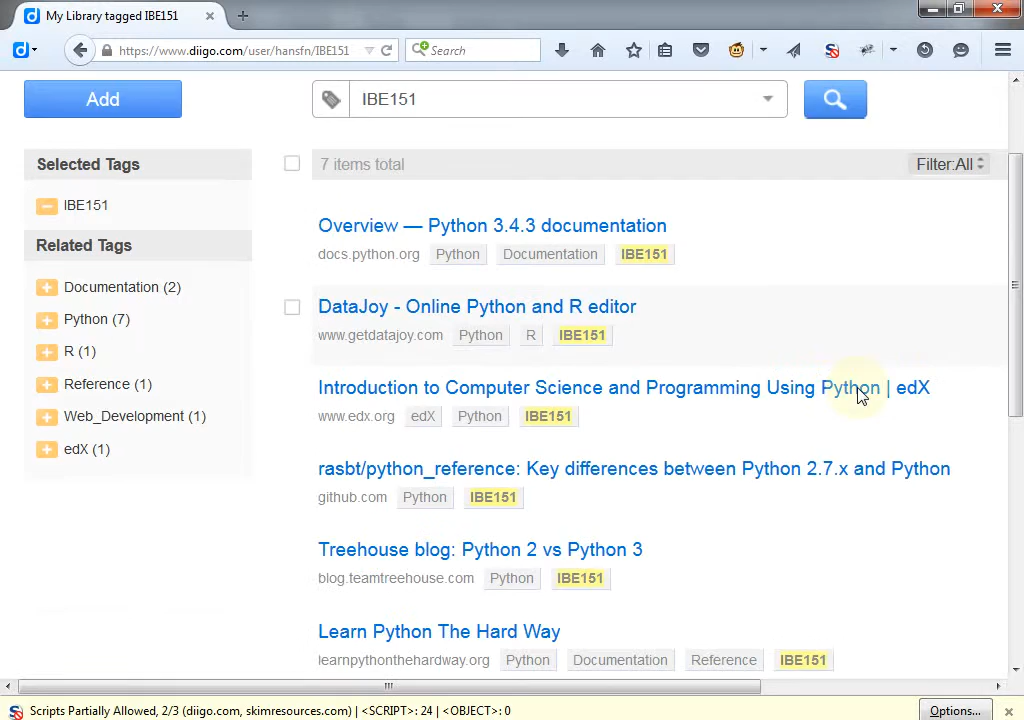 My Library tagged IBE151
https://www.diigo.com/user/hansfn/IBE151
Search
Add
IBE151
Selected Tags
7 items total
Filter:All
IBE151
Related Tags
Documentation (2)
Python (7)
R (1)
Reference (1)
Web_Development (1)
edX (1)
Overview — Python 3.4.3 documentation
docs.python.org Python Documentation IBE151
DataJoy - Online Python and R editor
www.getdatajoy.com Python R IBE151
Introduction to Computer Science and Programming Using Python | edX
www.edx.org edX Python IBE151
rasbt/python_reference: Key differences between Python 2.7.x and Python
github.com Python IBE151
Treehouse blog: Python 2 vs Python 3
blog.teamtreehouse.com Python IBE151
Learn Python The Hard Way
learnpythonthehardway.org Python Documentation Reference IBE151
Scripts Partially Allowed, 2/3 (diigo.com, skimresources.com) | <SCRIPT>: 24 | <OBJECT>: 0
Options...